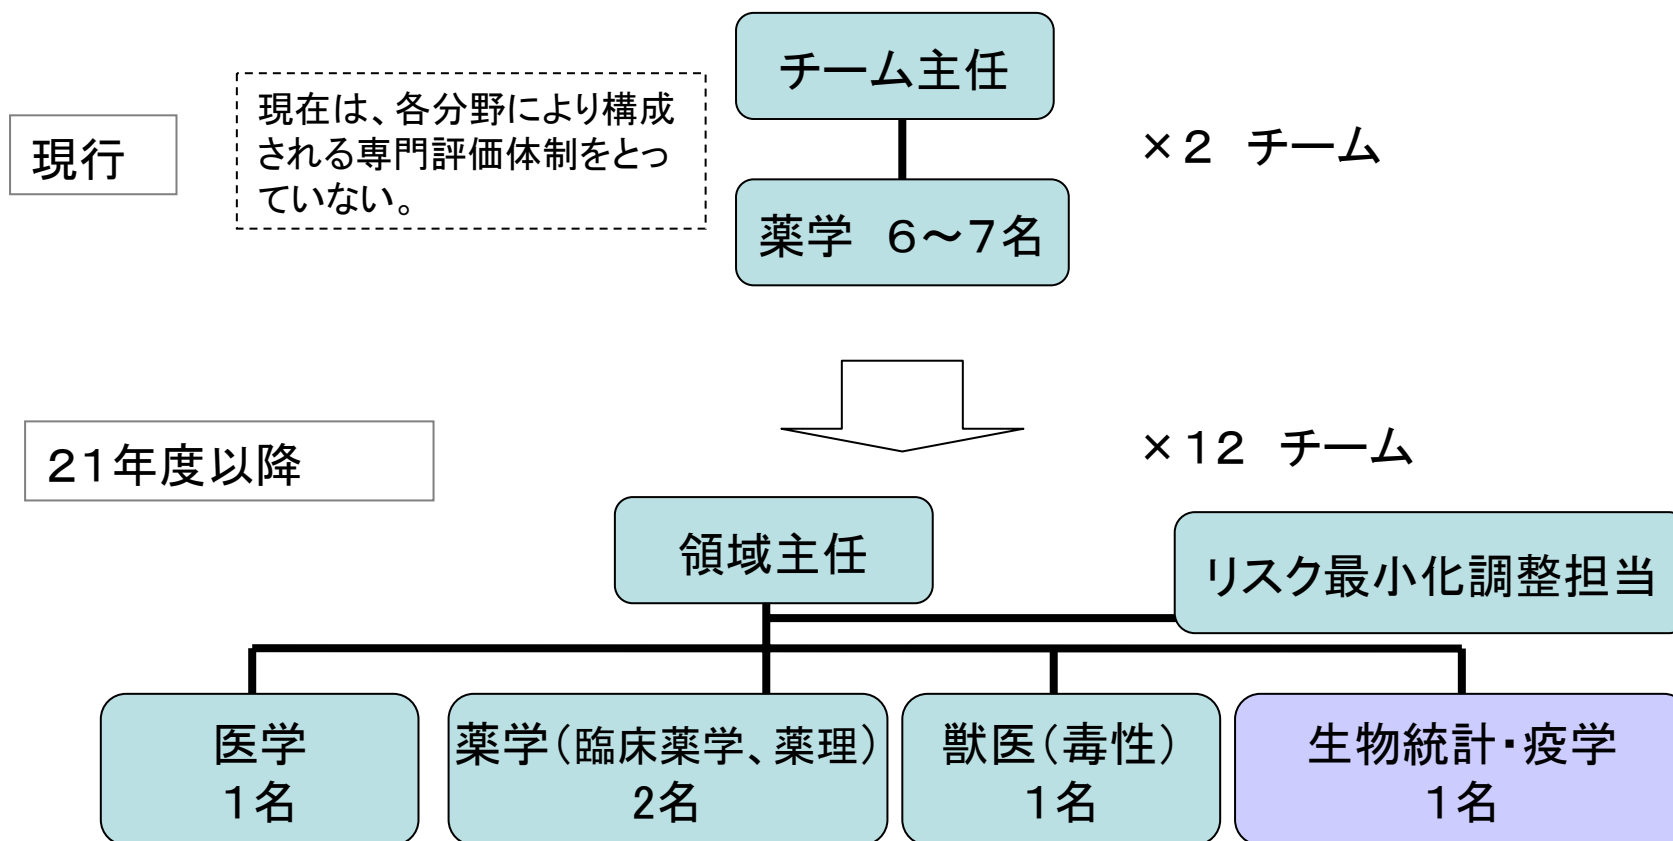 チーム主任
現行
現在は、各分野により構成
される専門評価体制をとっ
ていない。
×２　チーム
薬学　６～７名
２１年度以降
×１２　チーム
領域主任
リスク最小化調整担当
医学
１名
薬学（臨床薬学、薬理）
2名
獣医（毒性）
１名
生物統計・疫学
１名